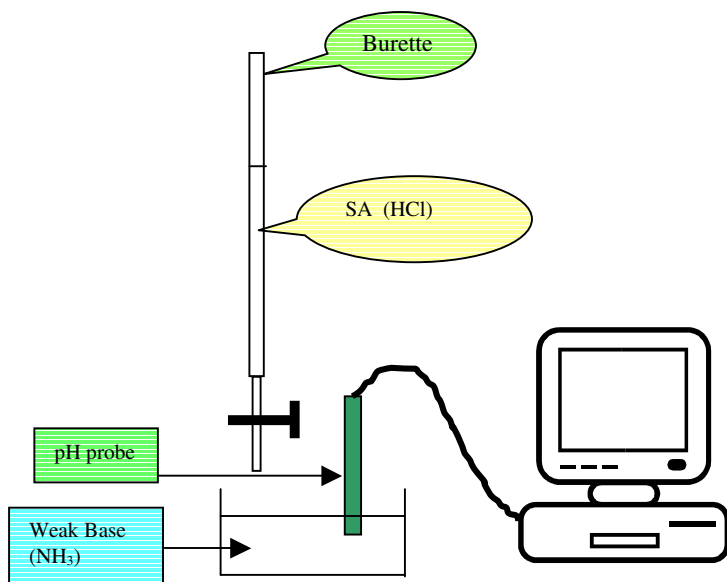 Burette
SA (HCl)
pH probe
Weak Base
(NH₃)